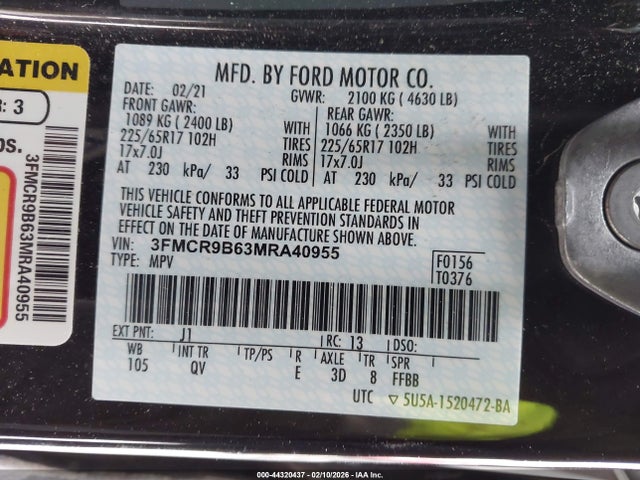 ATION
R: 3
OS.
3FMCR9B63MRA40955
MFD. BY FORD MOTOR CO.
DATE: 02/21
GVWR: 2100 KG ( 4630 LB)
FRONT GAWR:
REAR GAWR:
1089 KG ( 2400 LB) WITH
1066 KG ( 2350 LB) WITH
225/65R17 102H TIRES
225/65R17 102H TIRES
17x7.0J RIMS
17x7.0J RIMS
AT 230 kPa/ 33 PSI COLD
AT 230 kPa/ 33 PSI COLD
THIS VEHICLE CONFORMS TO ALL APPLICABLE FEDERAL MOTOR
VEHICLE SAFETY AND THEFT PREVENTION STANDARDS IN
EFFECT ON THE DATE OF MANUFACTURE SHOWN ABOVE.
VIN: 3FMCR9B63MRA40955
TYPE: MPV
F0156
T0376
EXT PNT: J1 RC: 13 DSO:
WB INT TR TP/PS R AXLE TR SPR
105 QV E 3D 8 FFBB
UTC ▽ 5U5A-1520472-BA
000-44320437 - 02/10/2026 - IAA Inc.